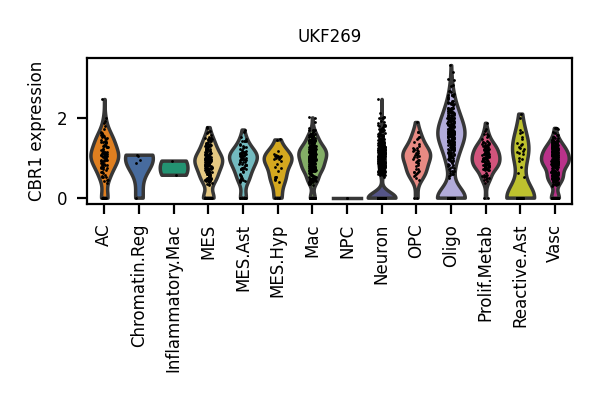 UKF269
CBR1 expression
2
0
AC
Chromatin.Reg
Inflammatory.Mac
MES
MES.Ast
MES.Hyp
Mac
NPC
Neuron
OPC
Oligo
Prolif.Metab
Reactive.Ast
Vasc